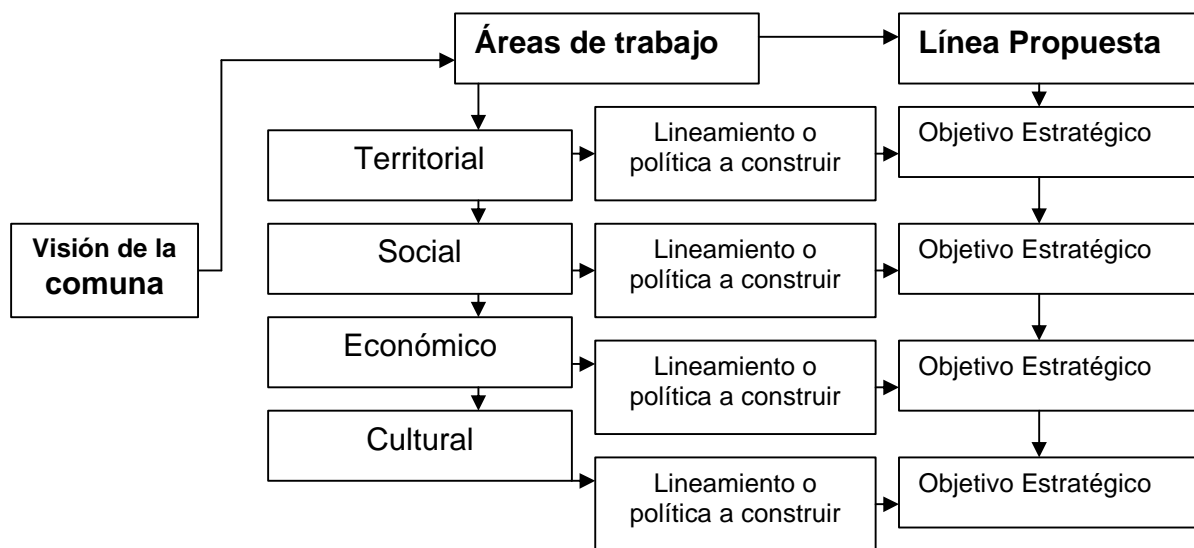 Áreas de trabajo
Línea Propuesta
Visión de la
comuna
Territorial
Lineamiento o
política a construir
Objetivo Estratégico
Social
Lineamiento o
política a construir
Objetivo Estratégico
Económico
Lineamiento o
política a construir
Objetivo Estratégico
Cultural
Lineamiento o
política a construir
Objetivo Estratégico